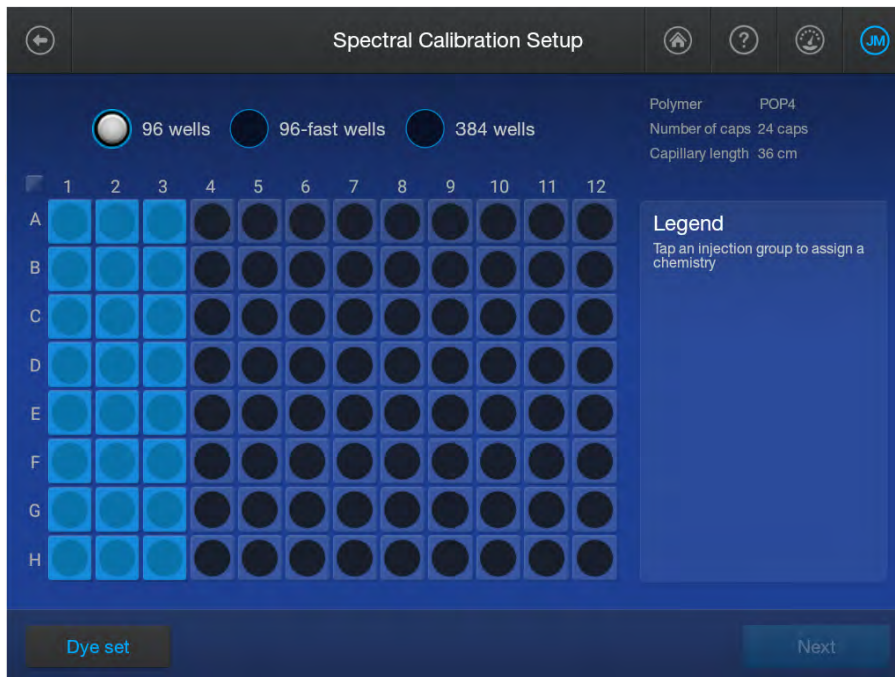 Spectral Calibration Setup
?
JM
96 wells
96-fast wells
384 wells
Polymer POP4
Number of caps 24 caps
Capillary length 36 cm
1 2 3 4 5 6 7 8 9 10 11 12
A
B
C
D
E
F
G
H
Legend
Tap an injection group to assign a
chemistry
Dye set
Next